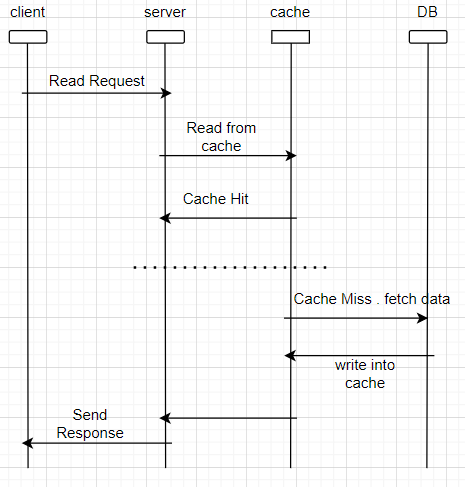 client
server
cache
DB
Read Request
Read from
cache
Cache Hit
Cache Miss . fetch data
write into
cache
Send
Response